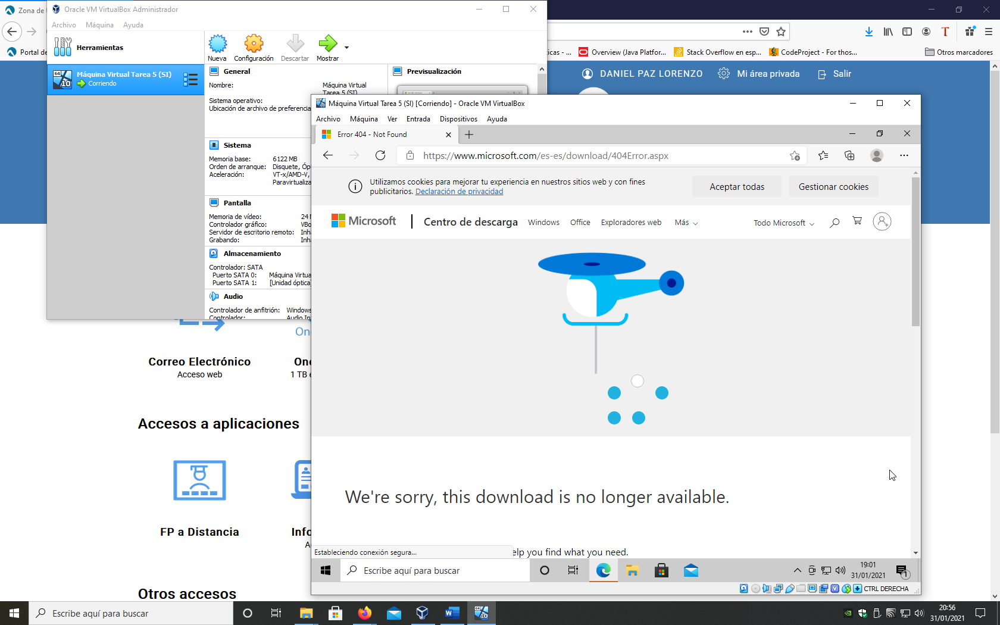 Zona de
Oracle VM VirtualBox Administrador
Archivo Máquina Ayuda
Herramientas
Nueva Configuración Descartar Mostrar
Máquina Virtual Tarea 5 (SI)
Corriendo
64
10
General
Nombre: Máquina Virtual
Tarea 5 (SI)
Sistema operativo:
Ubicación de archivo de preferencia
Previsualización
Sistema
Memoria base: 6122 MB
Orden de arranque: Disquete, Óp
Aceleración: VT-x/AMD-V,
Paravirtualiza
Pantalla
Memoria de vídeo: 24
Controlador gráfico: VBo
Servidor de escritorio remoto: Inha
Grabando: Inha
Almacenamiento
Controlador: SATA
Puerto SATA 0: Máquina Virtua
Puerto SATA 1: [Unidad óptica]
Audio
Controlador de anfitrión: Windows
Controlador: Audio In
Portal de
icas - ...
Overview (Java Platfor...
Stack Overflow en esp...
CodeProject - For thos...
Otros marcadores
DANIEL PAZ LORENZO
Mi área privada
Salir
Máquina Virtual Tarea 5 (SI) [Corriendo] - Oracle VM VirtualBox
Archivo Máquina Ver Entrada Dispositivos Ayuda
Error 404 - Not Found
https://www.microsoft.com/es-es/download/404Error.aspx
Utilizamos cookies para mejorar tu experiencia en nuestros sitios web y con fines
publicitarios. Declaración de privacidad
Aceptar todas
Gestionar cookies
Microsoft
Centro de descarga Windows Office Exploradores web Más
Todo Microsoft
We're sorry, this download is no longer available.
elp you find what you need.
Estableciendo conexión segura...
Escribe aquí para buscar
19:01
31/01/2021
1
CTRL DERECHA
On
Correo Electrónico
Acceso web
One
1 TB e
Accesos a aplicaciones
FP a Distancia
Info
A
Otros accesos
Escribe aquí para buscar
20:56
31/01/2021